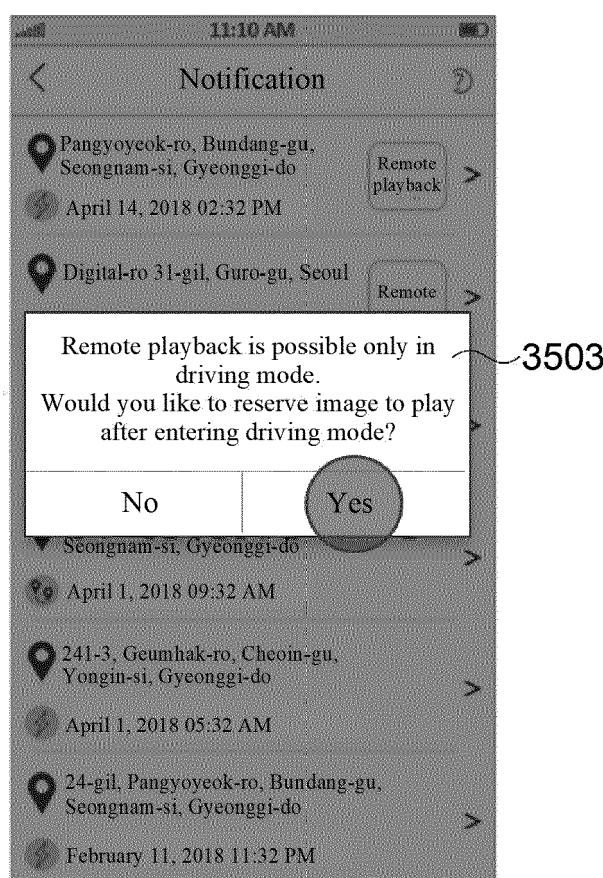 11:10 AM
Notification
Pangyoyeok-ro, Bundang-gu,
Seongnam-si, Gyeonggi-do
Remote
playback
April 14, 2018 02:32 PM
Digital-ro 31-gil, Guro-gu, Seoul
Remote
Remote playback is possible only in
driving mode.
Would you like to reserve image to play
after entering driving mode?
3503
No
Yes
Seongnam-si, Gyeonggi-do
April 1, 2018 09:32 AM
241-3, Geumhak-ro, Cheoin-gu,
Yongin-si, Gyeonggi-do
April 1, 2018 05:32 AM
24-gil, Pangyoyeok-ro, Bundang-gu,
Seongnam-si, Gyeonggi-do
February 11, 2018 11:32 PM